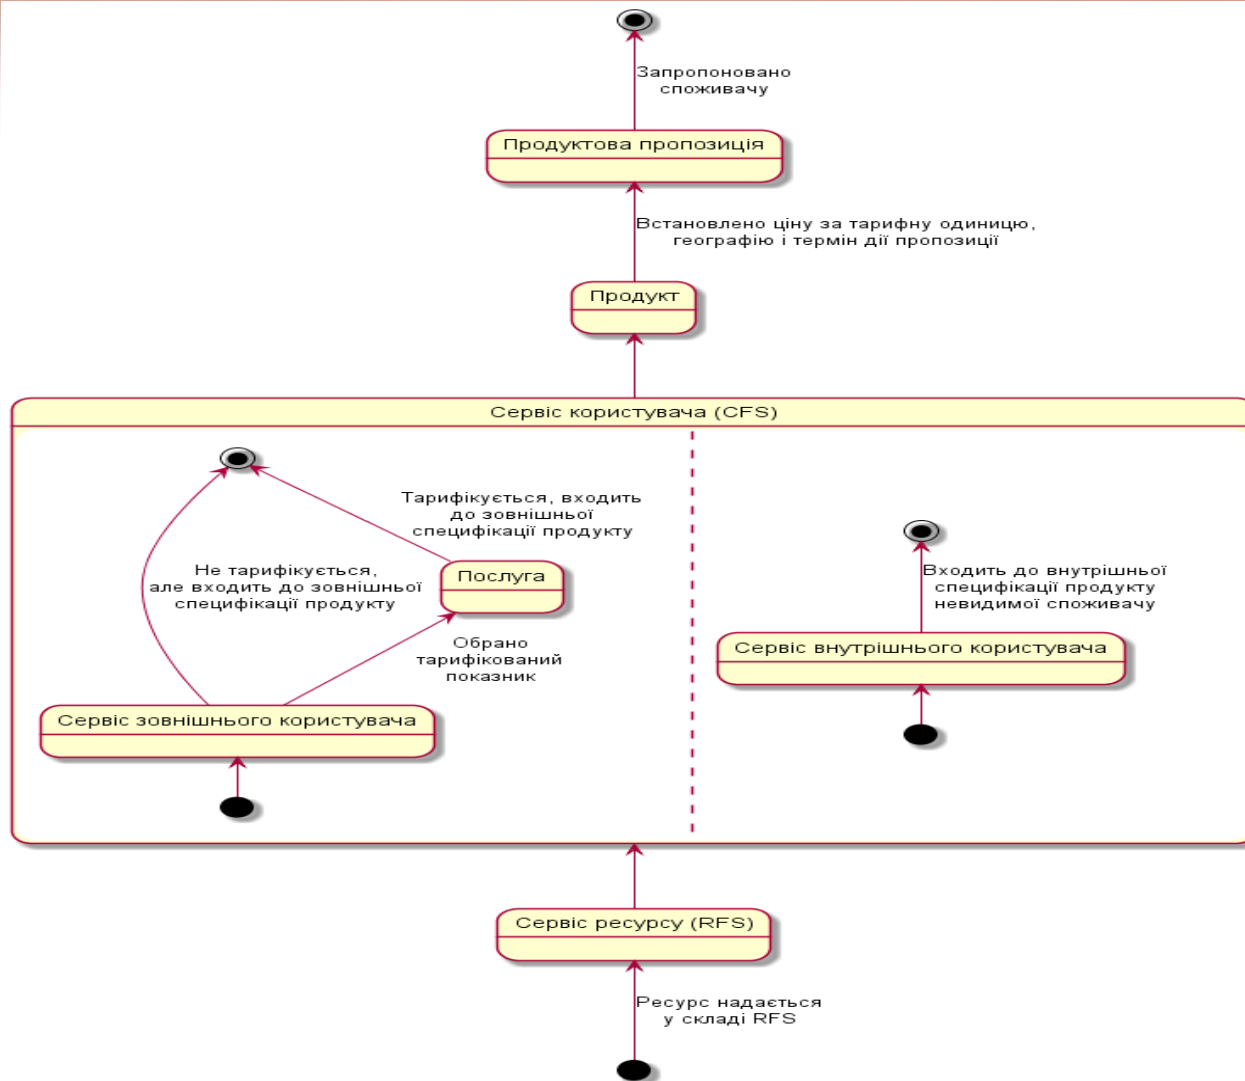 Запропоновано
споживачу
Продуктова пропозиція
Встановлено ціну за тарифну одиницю,
географію і термін дії пропозиції
Продукт
Сервіс користувача (CFS)
Тарифікується, входить
до зовнішньої
специфікації продукту
Не тарифікується,
але входить до зовнішньої
специфікації продукту
Послуга
Обрано
тарифікований
показник
Сервіс зовнішнього користувача
Входить до внутрішньої
специфікації продукту
невидимої споживачу
Сервіс внутрішнього користувача
Сервіс ресурсу (RFS)
Ресурс надається
у складі RFS